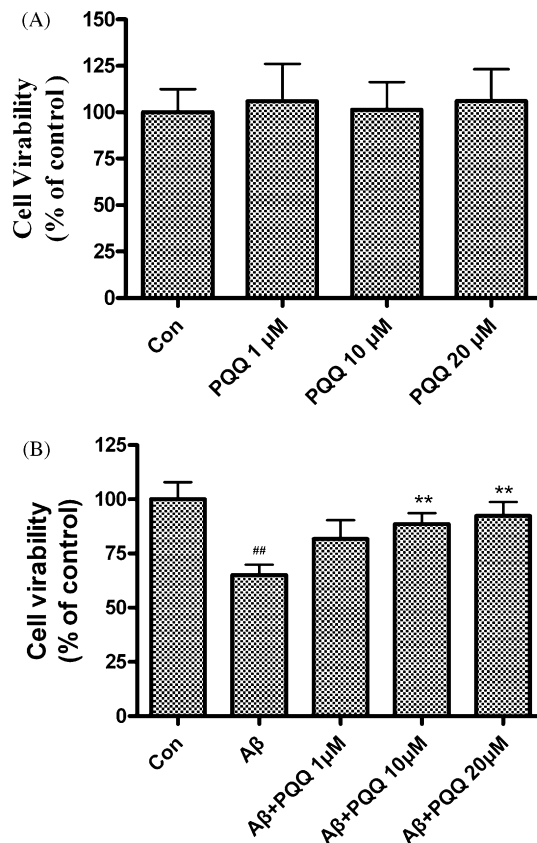 (A)
Cell Virability
(% of control )
150
125
100
75
50
25
0
Con
PQQ 1 μM
PQQ 10 μM
PQQ 20 μM
(B)
Cell virability
(% of control)
125
100
75
50
25
0
##
**
**
Con
Aβ
Aβ+PQQ 1μM
Aβ+PQQ 10μM
Aβ+PQQ 20μM